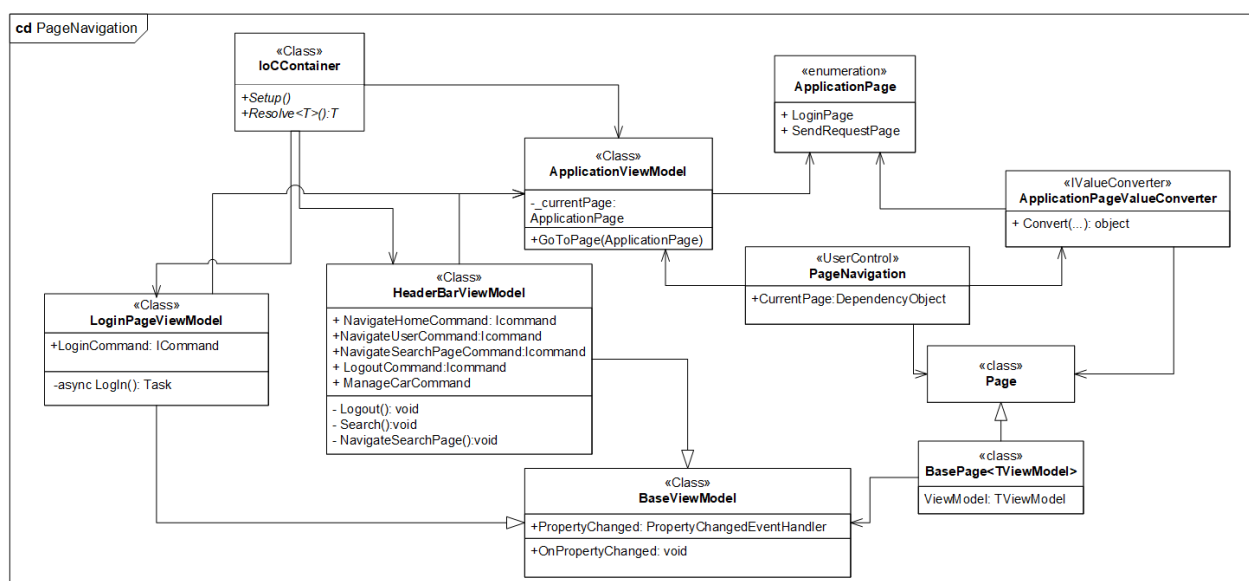 cd PageNavigation
«Class»
IoCContainer
+Setup()
+Resolve<T>():T
«enumeration»
ApplicationPage
+ LoginPage
+ SendRequestPage
«Class»
ApplicationViewModel
-_currentPage:
ApplicationPage
+GoToPage(ApplicationPage)
«IValueConverter»
ApplicationPageValueConverter
+ Convert(...): object
«UserControl»
PageNavigation
+CurrentPage:DependencyObject
«Class»
LoginPageViewModel
+LoginCommand: ICommand
-async LogIn(): Task
«Class»
HeaderBarViewModel
+ NavigateHomeCommand: Icommand
+NavigateUserCommand:Icommand
+NavigateSearchPageCommand:Icommand
+ LogoutCommand:Icommand
+ ManageCarCommand
- Logout(): void
- Search():void
- NavigateSearchPage():void
«class»
Page
«class»
BasePage<TViewModel>
ViewModel: TViewModel
«Class»
BaseViewModel
+PropertyChanged: PropertyChangedEventHandler
+OnPropertyChanged: void